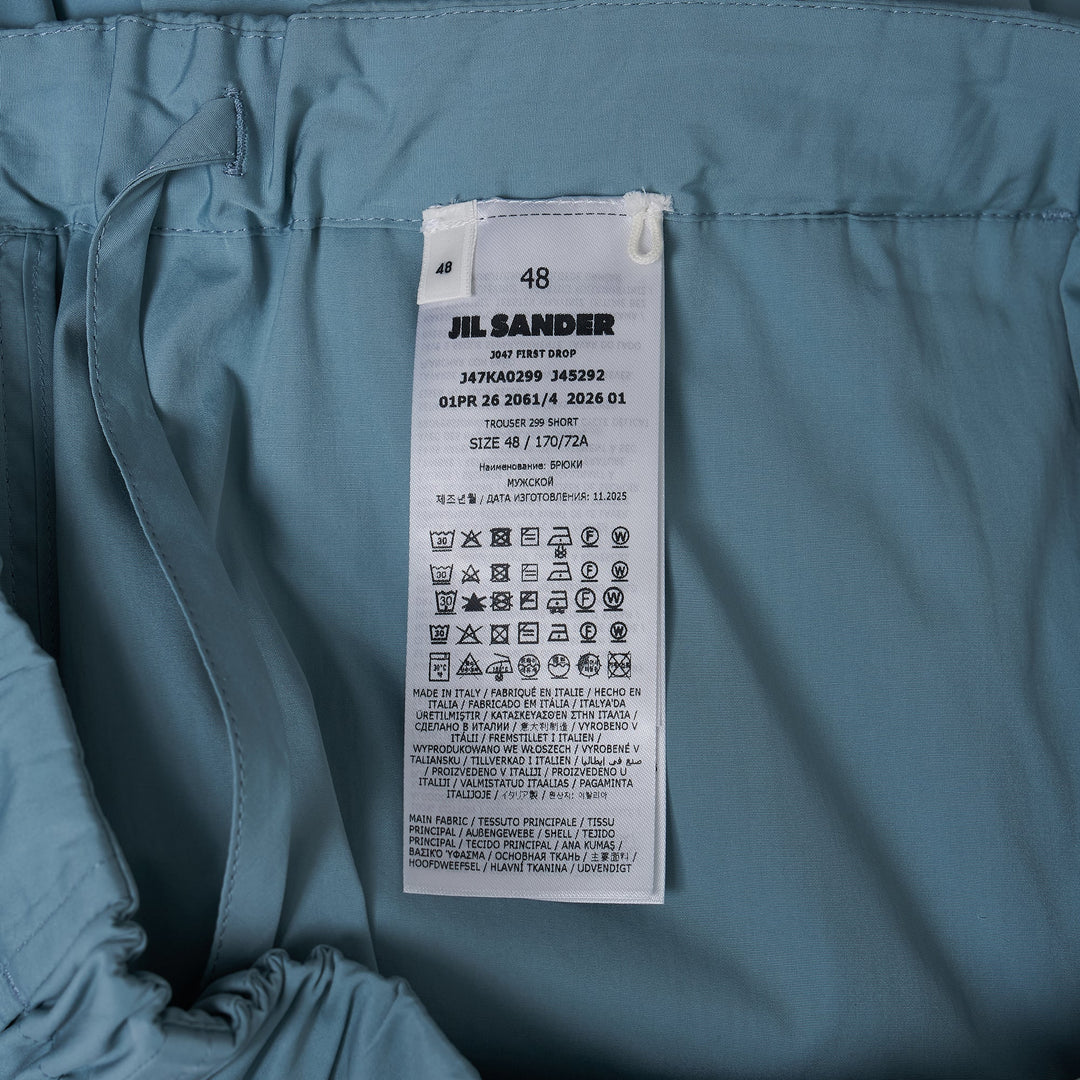 48
48
JIL SANDER
J047 FIRST DROP
J47KA0299 J45292
01PR 26 2061/4 2026 01
TROUSER 299 SHORT
SIZE 48 / 170/72A
Наименование: БРЮКИ
МУЖСКОЙ
제조년월 / ДАТА ИЗГОТОВЛЕНИЯ: 11.2025
30 F W
30 F W
30 F W
30 F W
30°C
MADE IN ITALY / FABRIQUÉ EN ITALIE / HECHO EN
ITALIA / FABRICADO EM ITÁLIA / ITALYA'DA
ÜRETILMIŞTIR / ΚΑΤΑΣΚΕΥΑΣΘΕΝ ΣΤΗΝ ΙΤΑΛΊΑ /
СДЕЛАНО В ИТАЛИИ / 意大利制造 / VYROBENO V
ITÁLII / FREMSTILLET I ITALIEN /
WYPRODUKOWANO WE WŁOSZECH / VYROBENÉ V
TALIANSKU / TILLVERKAD I ITALIEN / صنع في إيطاليا
/ PROIZVEDENO V ITALIJI / PROIZVEDENO U
ITALIJI / VALMISTATUD ITAALIAS / PAGAMINTA
ITALIJOJE / イタリア製 / 원산지: 이탈리아
MAIN FABRIC / TESSUTO PRINCIPALE / TISSU
PRINCIPAL / AUßENGEWEBE / SHELL / TEJIDO
PRINCIPAL / TECIDO PRINCIPAL / ANA KUMAŞ /
ΒΑΣΙΚΌ ΎΦΑΣΜΑ / ОСНОВНАЯ ТКАНЬ / 主要面料 /
HOOFDWEEFSEL / HLAVNÍ TKANINA / UDVENDIGT